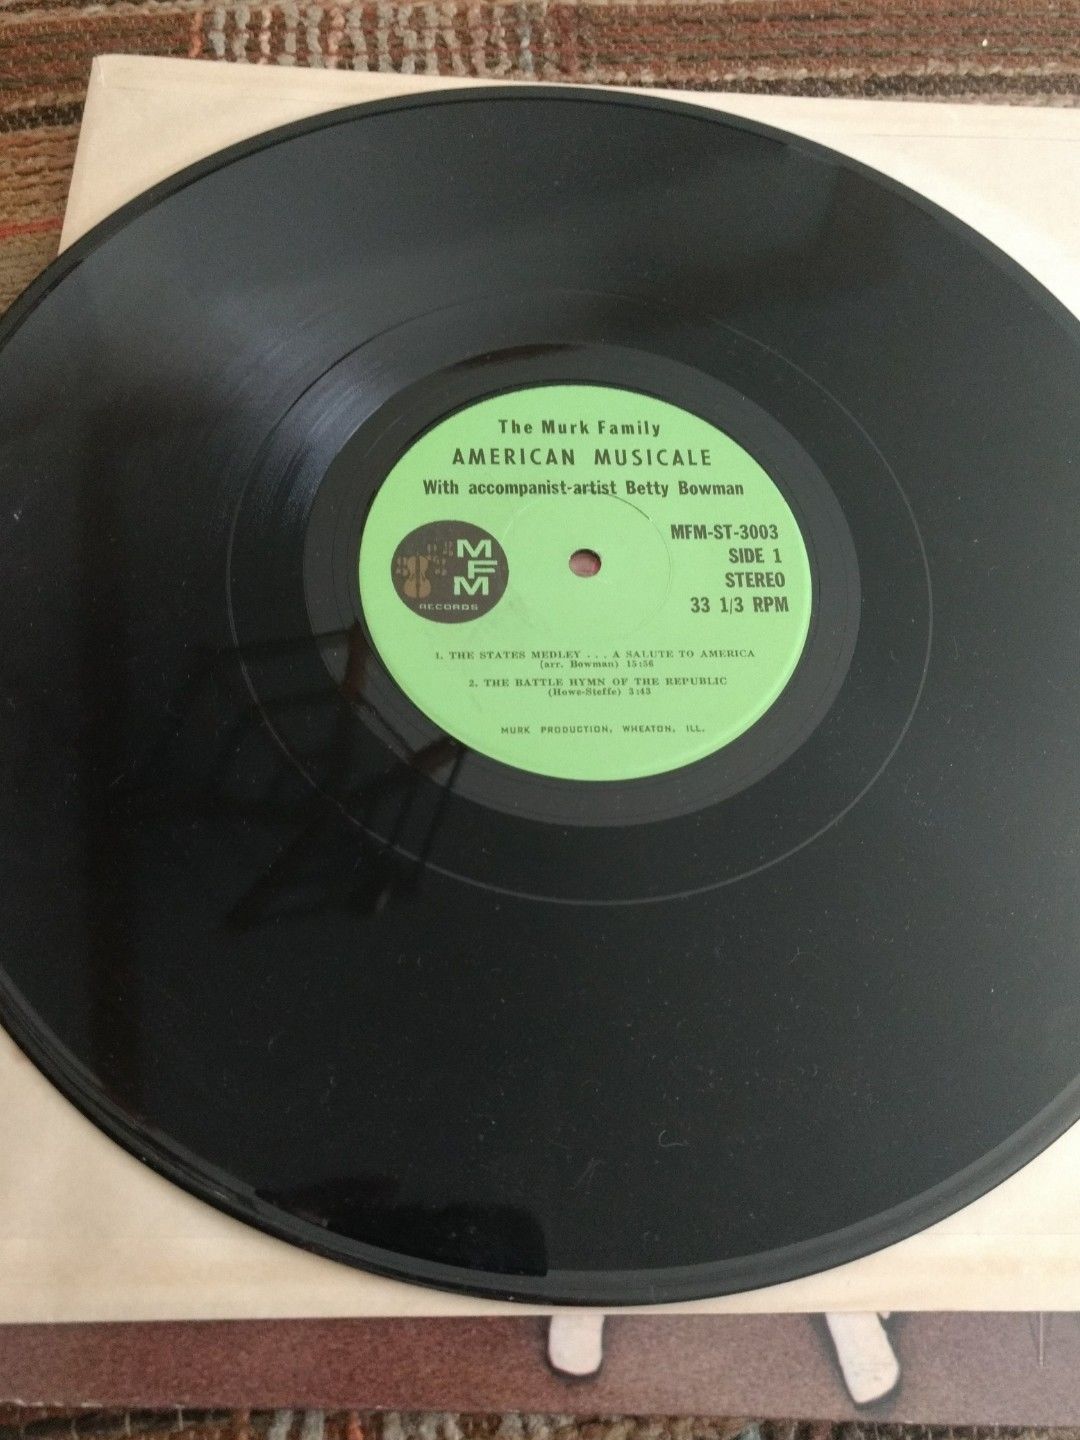 The Murk Family
AMERICAN MUSICALE
With accompanist-artist Betty Bowman
MFM-ST-3003
SIDE 1
STEREO
33 1/3 RPM
M
F
M
RECORDS
1. THE STATES MEDLEY . . . A SALUTE TO AMERICA
(arr. Bowman) 15:56
2. THE BATTLE HYMN OF THE REPUBLIC
(Howe-Steffe) 3:43
MURK PRODUCTION, WHEATON, ILL.